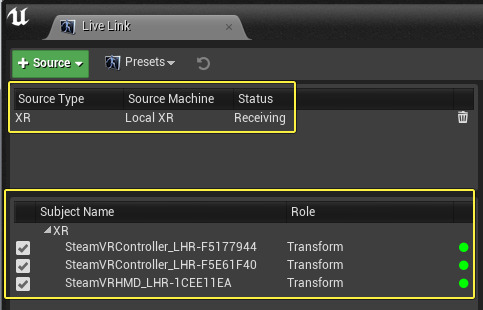 Live Link
Source Presets
Source Type Source Machine Status
XR Local XR Receiving
Subject Name Role
XR
SteamVRController_LHR-F5177944 Transform
SteamVRController_LHR-F5E61F40 Transform
SteamVRHMD_LHR-1CEE11EA Transform